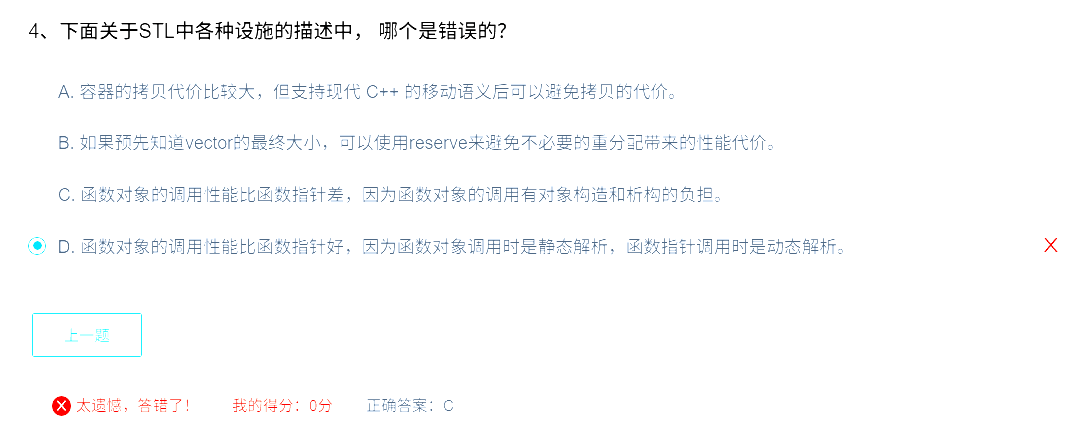 4、下面关于STL中各种设施的描述中， 哪个是错误的？
A. 容器的拷贝代价比较大，但支持现代 C++ 的移动语义后可以避免拷贝的代价。
B. 如果预先知道vector的最终大小，可以使用reserve来避免不必要的重分配带来的性能代价。
C. 函数对象的调用性能比函数指针差，因为函数对象的调用有对象构造和析构的负担。
D. 函数对象的调用性能比函数指针好，因为函数对象调用时是静态解析，函数指针调用时是动态解析。 X
上一题
太遗憾，答错了！ 我的得分：0分 正确答案：C